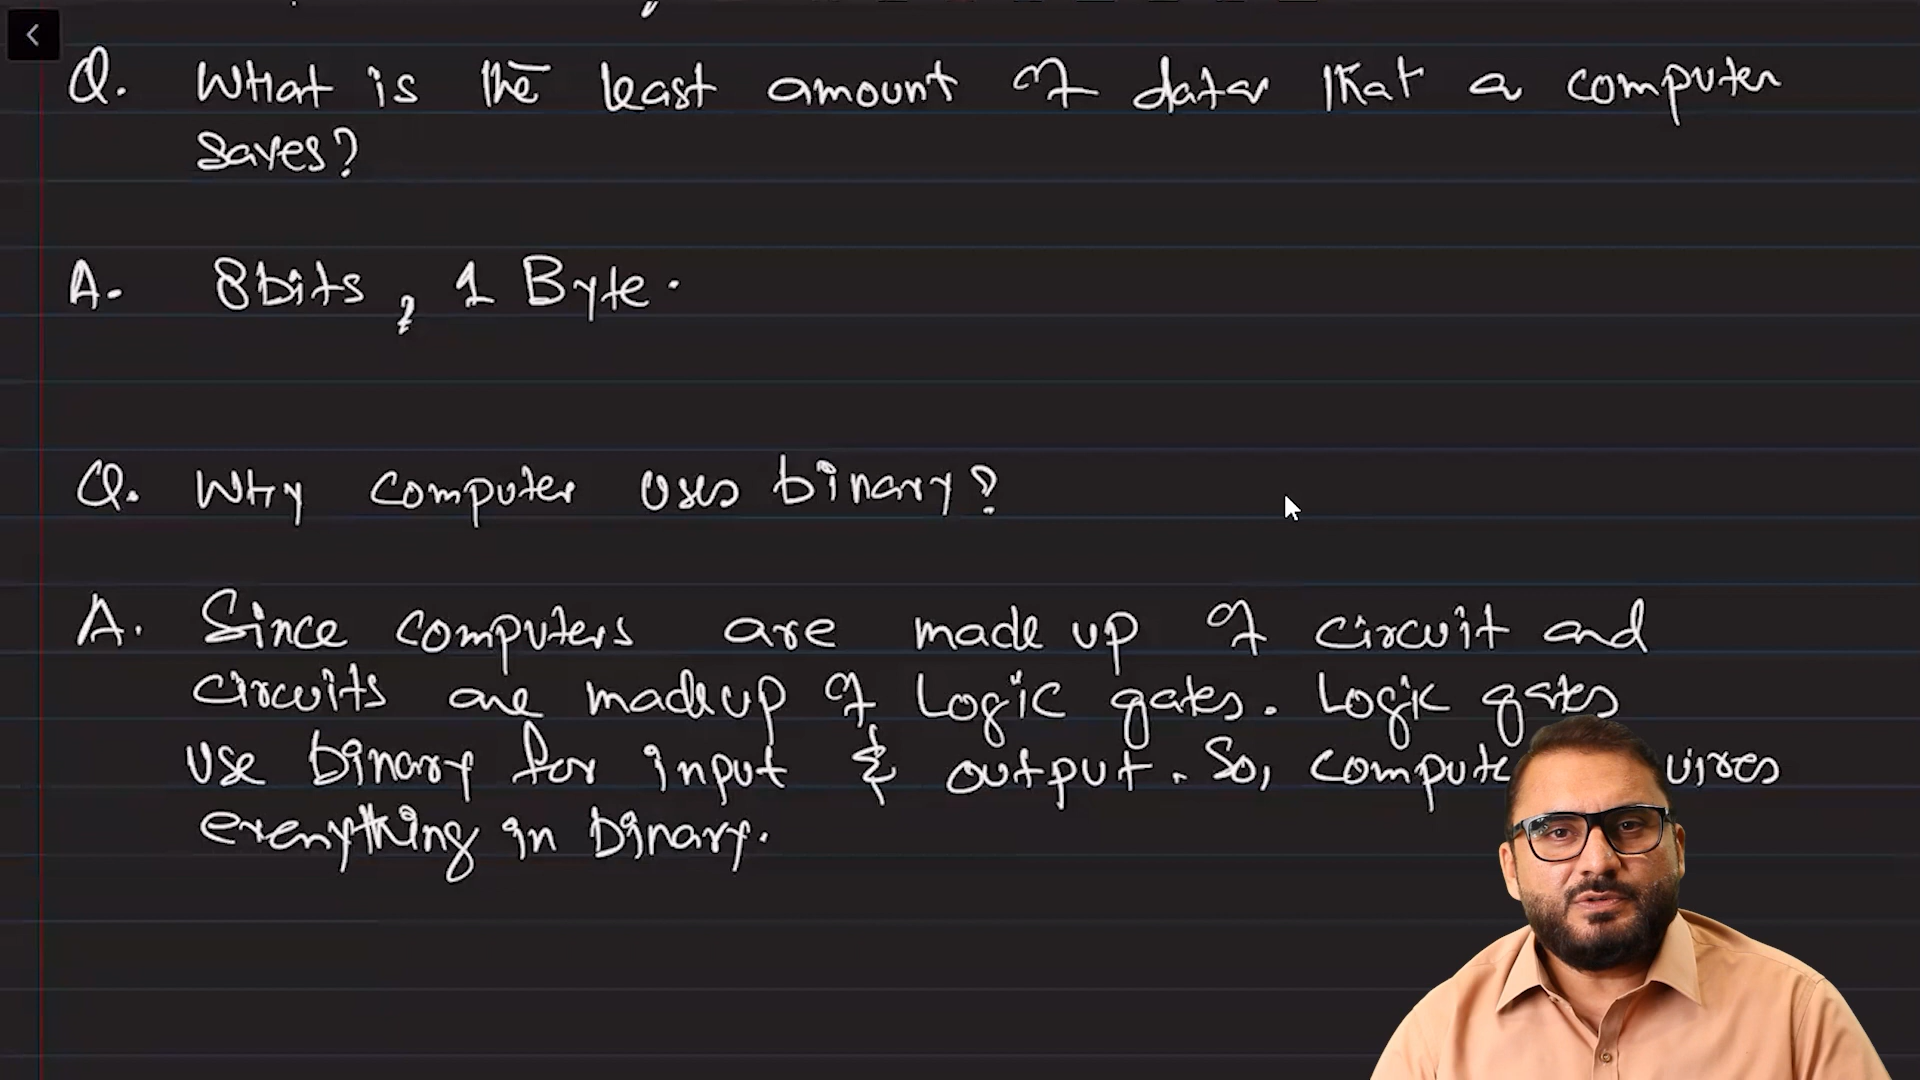 Q. What is the least amount of data that a computer
saves?
A. 8bits, 1 Byte.
Q. Why computer uses binary?
A. Since computers are made up of circuit and
circuits are madeup of Logic gates. Logic gates
use binary for input & output. So, compute uires
everything in binary.